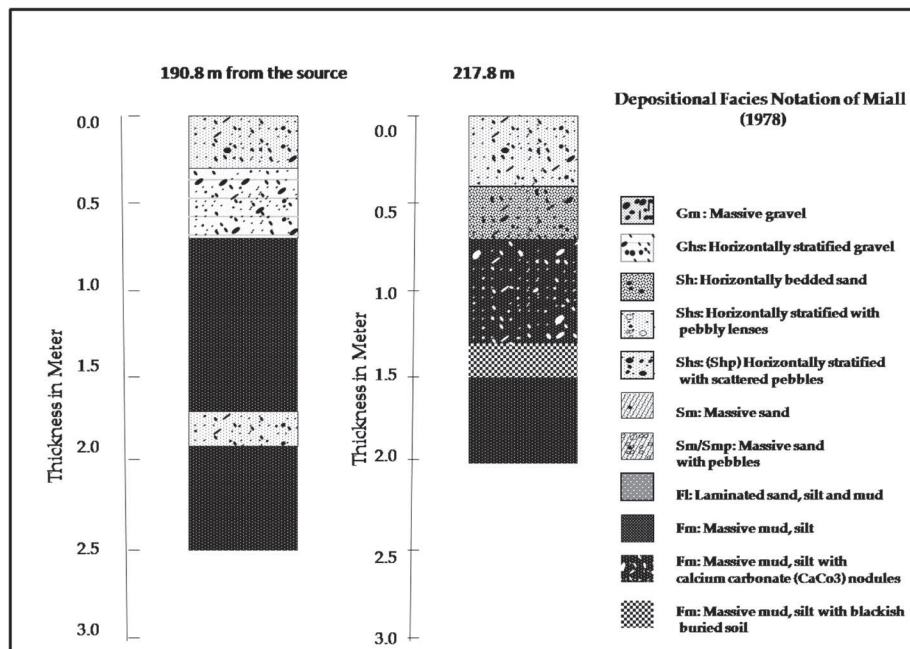 190.8 m from the source
217.8 m
Thickness in Meter
0.0
0.5
1.0
1.5
2.0
2.5
3.0
Thickness in Meter
0.0
0.5
1.0
1.5
2.0
2.5
3.0
Depositional Facies Notation of Miall
(1978)
Gm : Massive gravel
Ghs: Horizontally stratified gravel
Sh: Horizontally bedded sand
Shs: Horizontally stratified with
pebbly lenses
Shs: (Shp) Horizontally stratified
with scattered pebbles
Sm: Massive sand
Sm/Smp: Massive sand
with pebbles
Fl: Laminated sand, silt and mud
Fm: Massive mud, silt
Fm: Massive mud, silt with
calcium carbonate (CaCo3) nodules
Fm: Massive mud, silt with blackish
buried soil